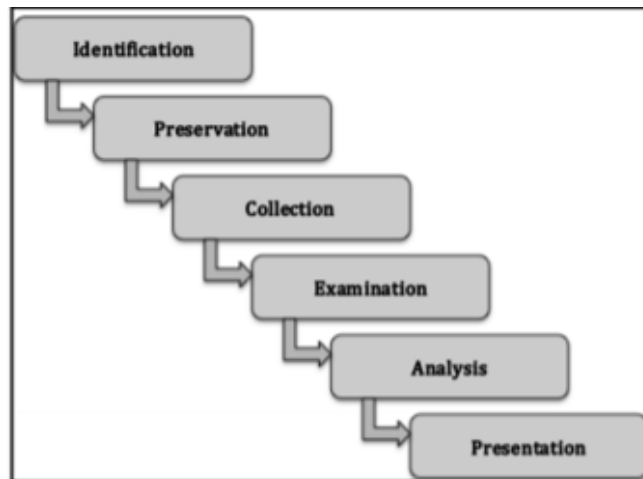 Identification
Preservation
Collection
Examination
Analysis
Presentation